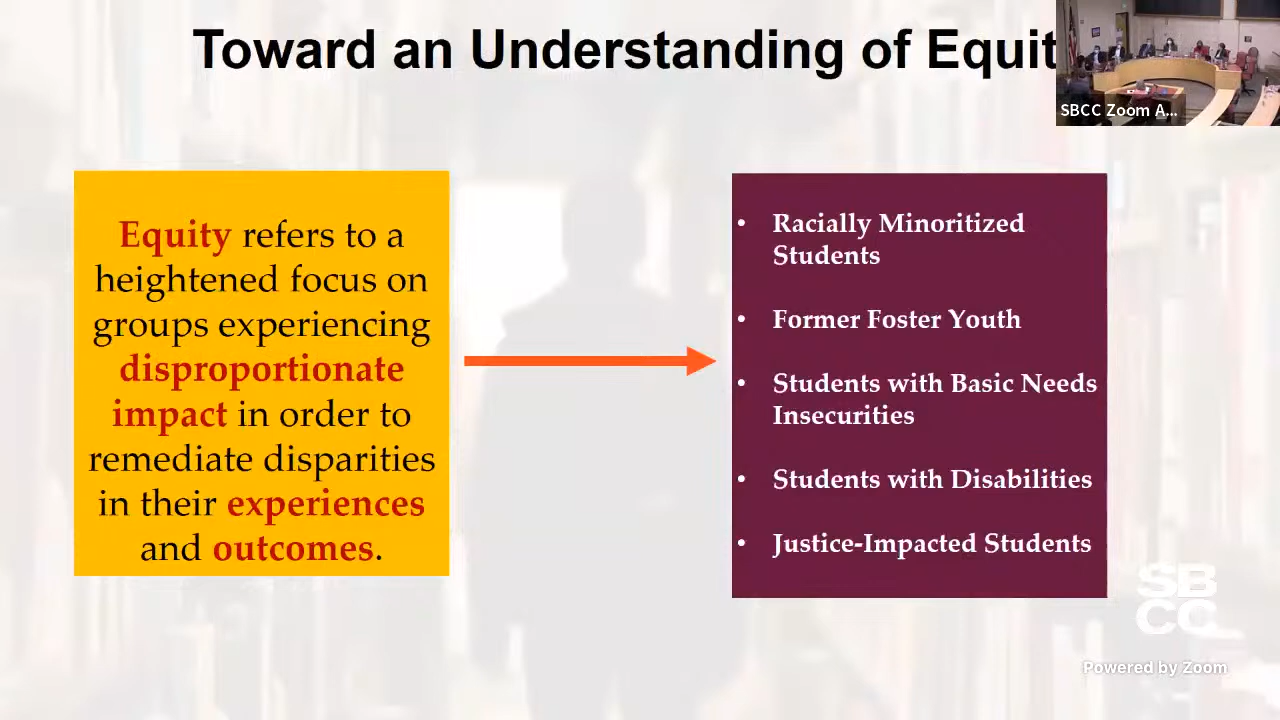 Toward an Understanding of Equit
SBCC Zoom A...
Equity refers to a
heightened focus on
groups experiencing
disproportionate
impact in order to
remediate disparities
in their experiences
and outcomes.
• Racially Minoritized
Students
• Former Foster Youth
• Students with Basic Needs
Insecurities
• Students with Disabilities
• Justice-Impacted Students
SB
CC
Powered by Zoom